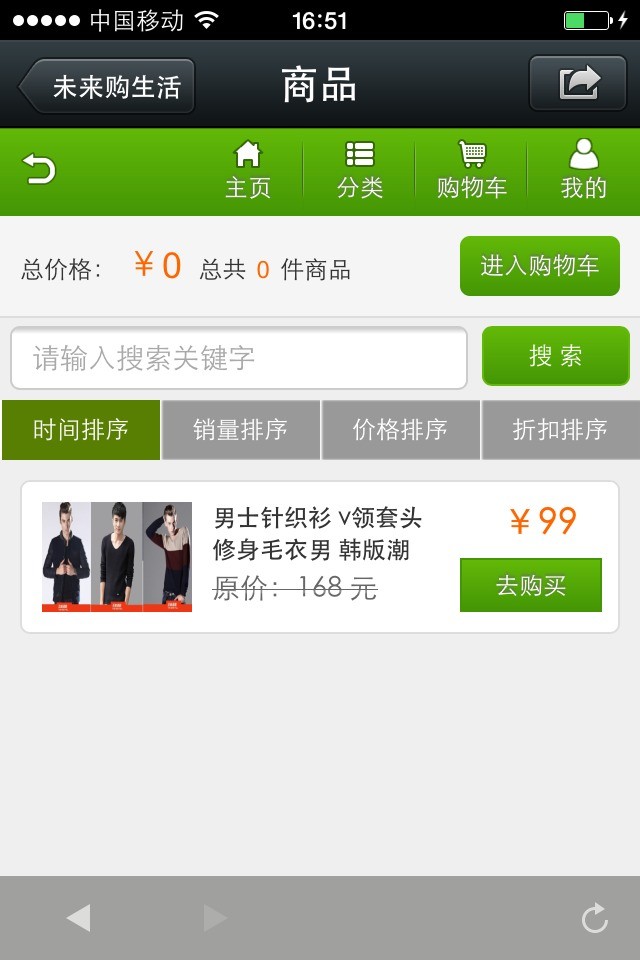 中国移动 16:51
未来购生活 商品
主页 分类 购物车 我的
总价格： ￥0 总共 0 件商品 进入购物车
请输入搜索关键字 搜 索
时间排序 销量排序 价格排序 折扣排序
男士针织衫 V领套头
修身毛衣男 韩版潮
原价：168 元
￥99
去购买